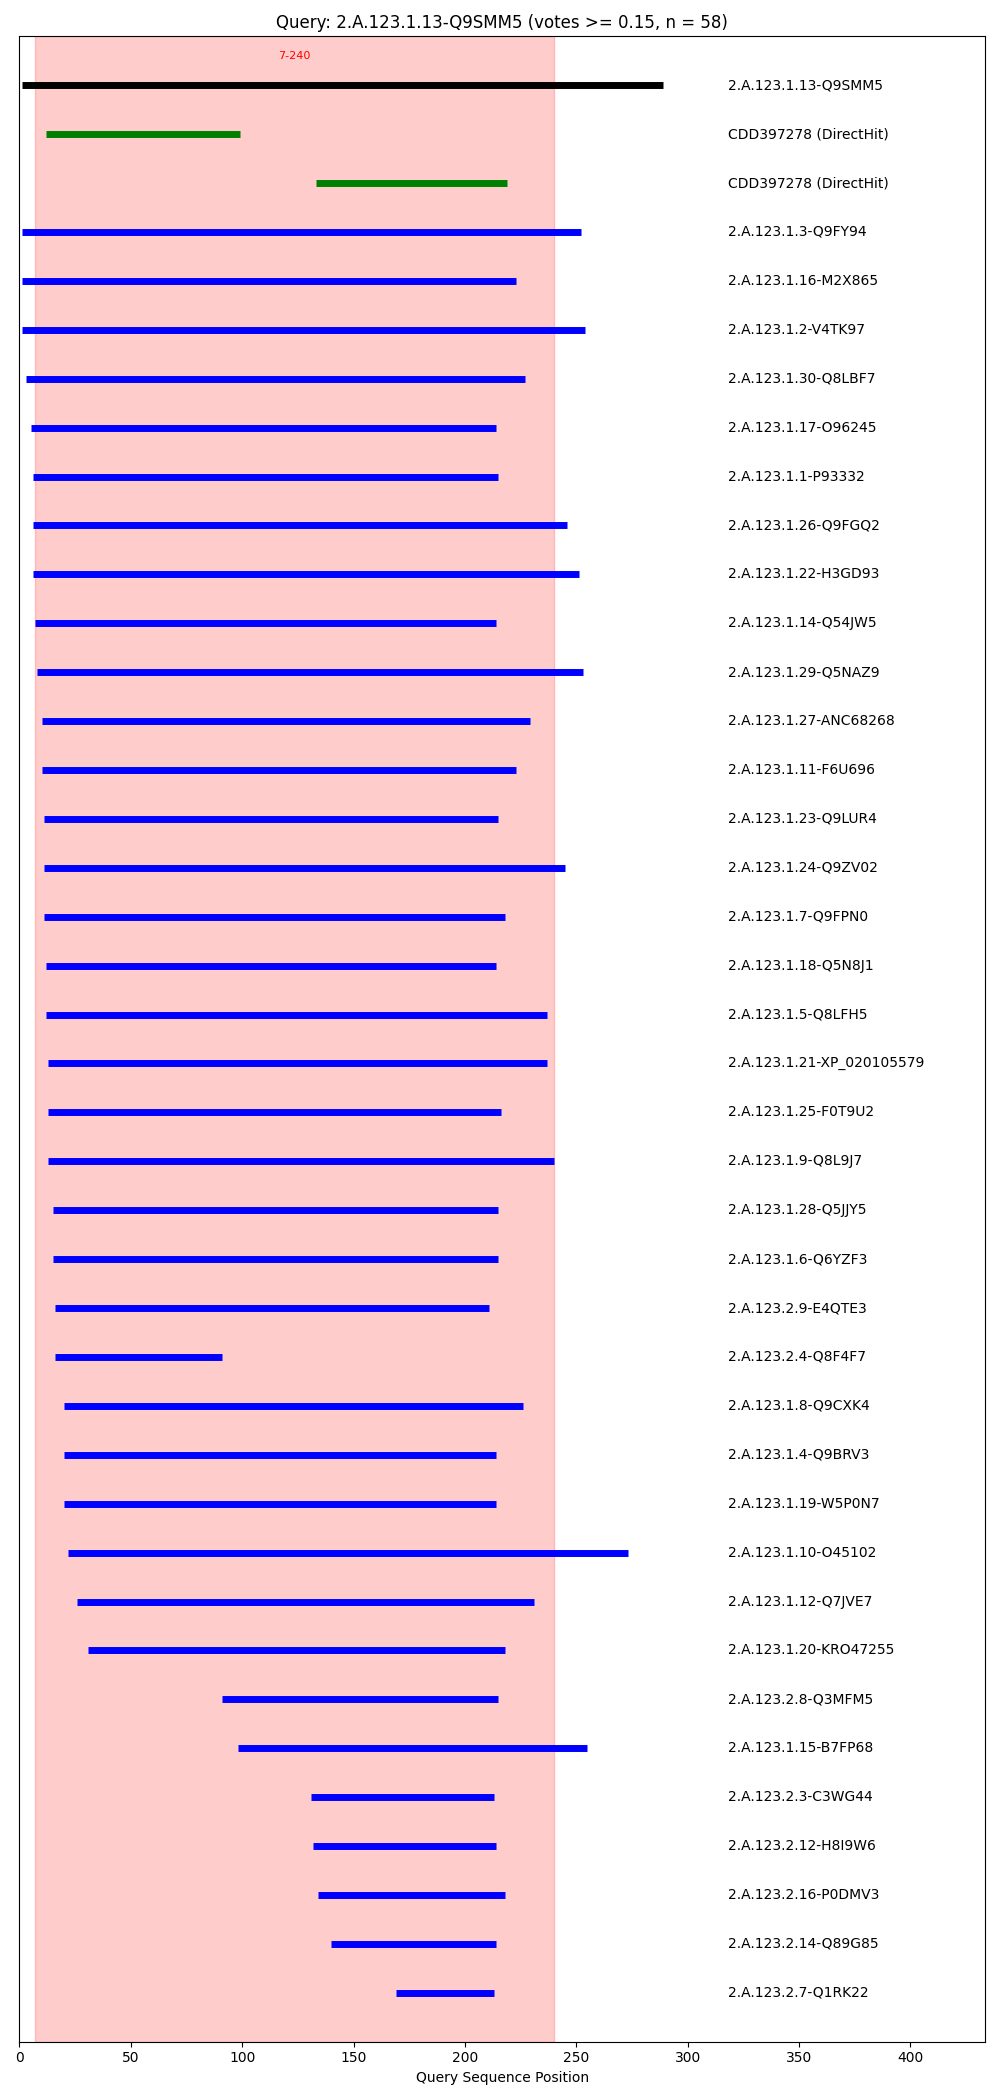 Query: 2.A.123.1.13-Q9SMM5 (votes >= 0.15, n = 58)
7-240
2.A.123.1.13-Q9SMM5
CDD397278 (DirectHit)
CDD397278 (DirectHit)
2.A.123.1.3-Q9FY94
2.A.123.1.16-M2X865
2.A.123.1.2-V4TK97
2.A.123.1.30-Q8LBF7
2.A.123.1.17-O96245
2.A.123.1.1-P93332
2.A.123.1.26-Q9FGQ2
2.A.123.1.22-H3GD93
2.A.123.1.14-Q54JW5
2.A.123.1.29-Q5NAZ9
2.A.123.1.27-ANC68268
2.A.123.1.11-F6U696
2.A.123.1.23-Q9LUR4
2.A.123.1.24-Q9ZV02
2.A.123.1.7-Q9FPN0
2.A.123.1.18-Q5N8J1
2.A.123.1.5-Q8LFH5
2.A.123.1.21-XP_020105579
2.A.123.1.25-F0T9U2
2.A.123.1.9-Q8L9J7
2.A.123.1.28-Q5JJY5
2.A.123.1.6-Q6YZF3
2.A.123.2.9-E4QTE3
2.A.123.2.4-Q8F4F7
2.A.123.1.8-Q9CXK4
2.A.123.1.4-Q9BRV3
2.A.123.1.19-W5P0N7
2.A.123.1.10-O45102
2.A.123.1.12-Q7JVE7
2.A.123.1.20-KRO47255
2.A.123.2.8-Q3MFM5
2.A.123.1.15-B7FP68
2.A.123.2.3-C3WG44
2.A.123.2.12-H8I9W6
2.A.123.2.16-P0DMV3
2.A.123.2.14-Q89G85
2.A.123.2.7-Q1RK22
0 50 100 150 200 250 300 350 400
Query Sequence Position